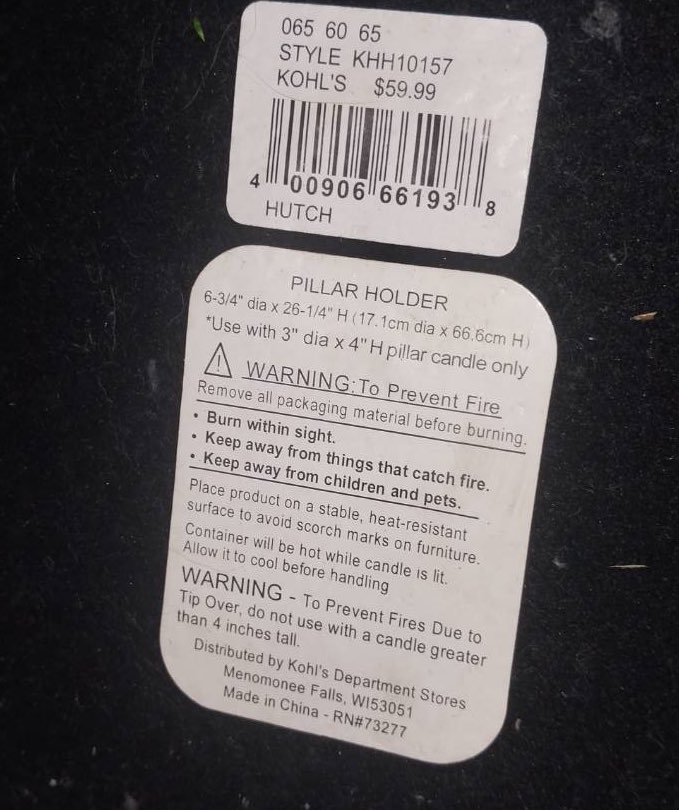 065 60 65
STYLE KHH10157
KOHL'S $59.99
4 00906 66193 8
HUTCH
PILLAR HOLDER
6-3/4" dia x 26-1/4" H (17.1cm dia x 66.6cm H)
*Use with 3" dia x 4" H pillar candle only
⚠ WARNING: To Prevent Fire
Remove all packaging material before burning.
• Burn within sight.
• Keep away from things that catch fire.
• Keep away from children and pets.
Place product on a stable, heat-resistant
surface to avoid scorch marks on furniture.
Container will be hot while candle is lit.
Allow it to cool before handling
WARNING - To Prevent Fires Due to
Tip Over, do not use with a candle greater
than 4 inches tall.
Distributed by Kohl's Department Stores
Menomonee Falls, WI53051
Made in China - RN#73277